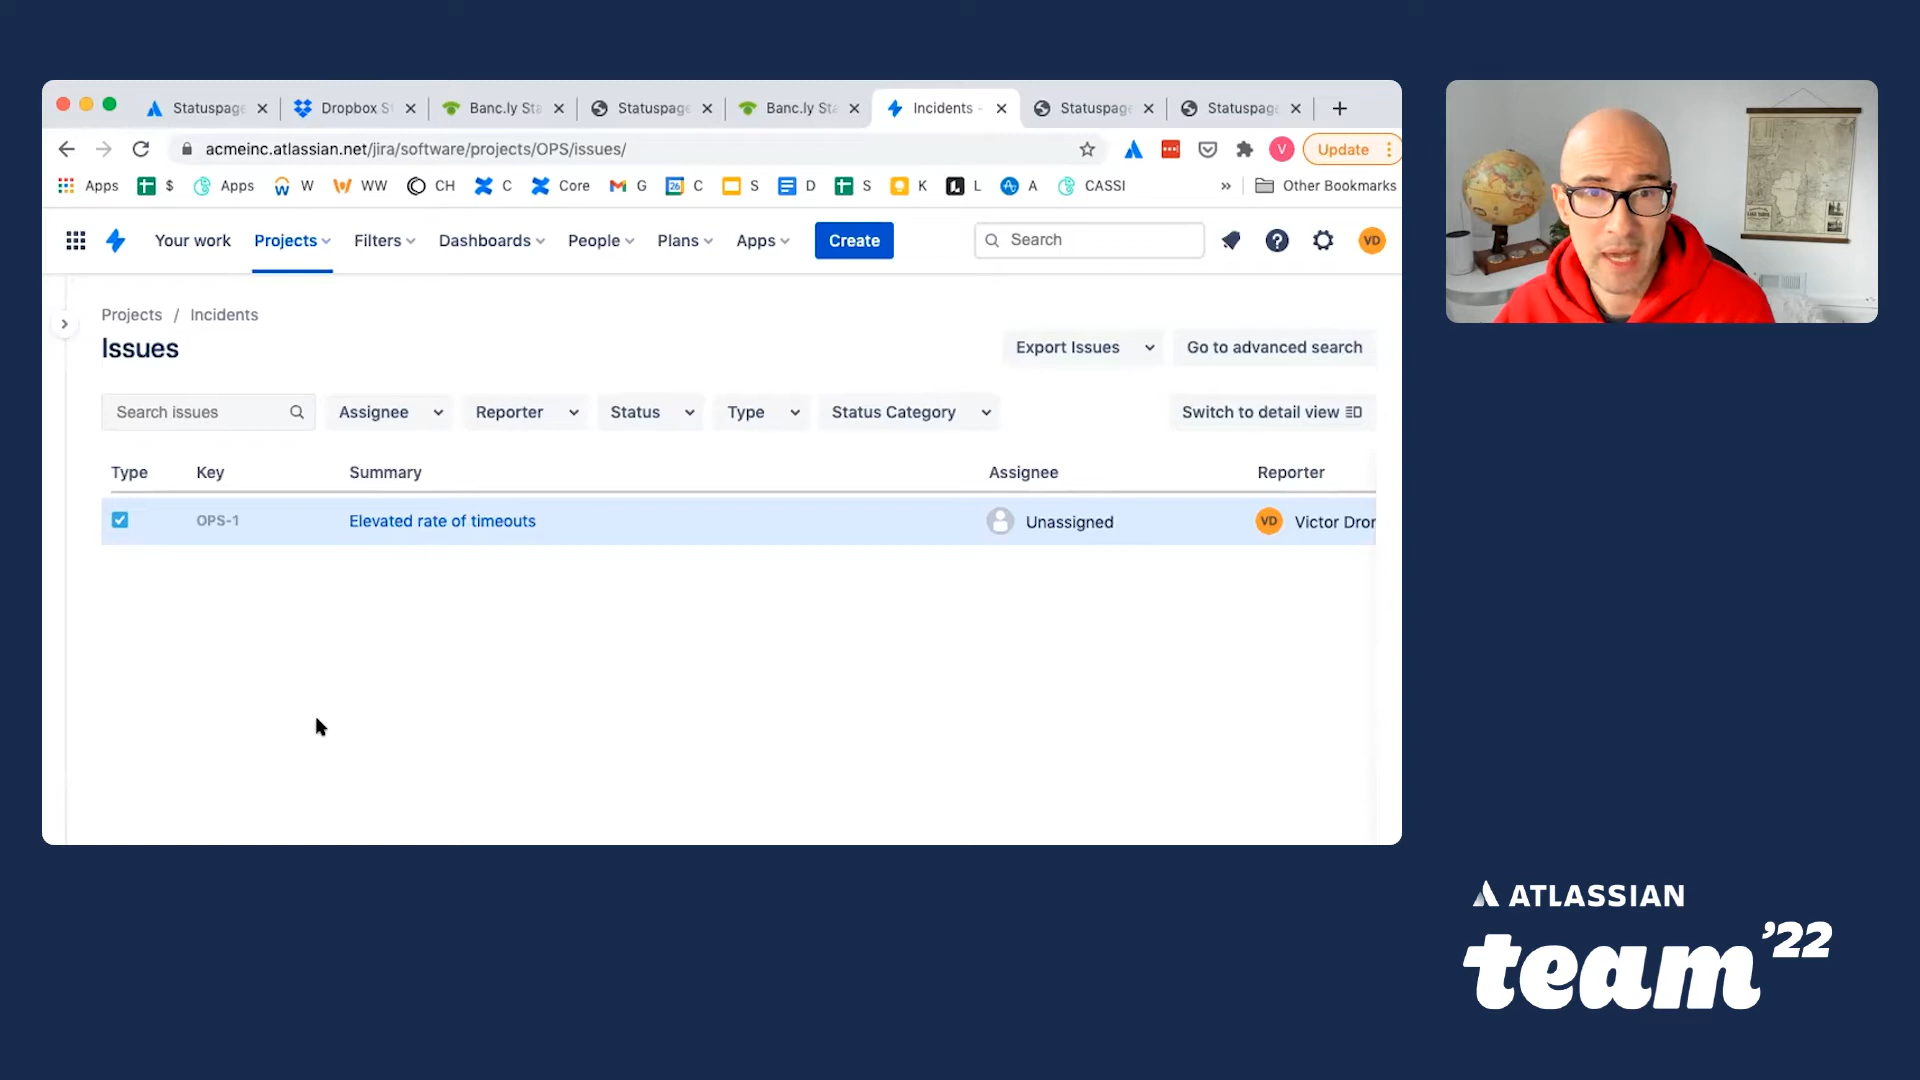 Statuspage
Dropbox S
Banc.ly Sta
Statuspage
Banc.ly Sta
Incidents -
Statuspage
Statuspage
acmeinc.atlassian.net/jira/software/projects/OPS/issues/
V
Update
Apps
$
Apps
W
WW
CH
C
Core
G
26
C
S
D
S
K
L
A
CASSI
»
Other Bookmarks
Your work
Projects
Filters
Dashboards
People
Plans
Apps
Create
Search
VD
Projects / Incidents
Issues
Export Issues
Go to advanced search
Search issues
Assignee
Reporter
Status
Type
Status Category
Switch to detail view
Type
Key
Summary
Assignee
Reporter
OPS-1
Elevated rate of timeouts
Unassigned
VD
Victor Dror
ATLASSIAN
team '22